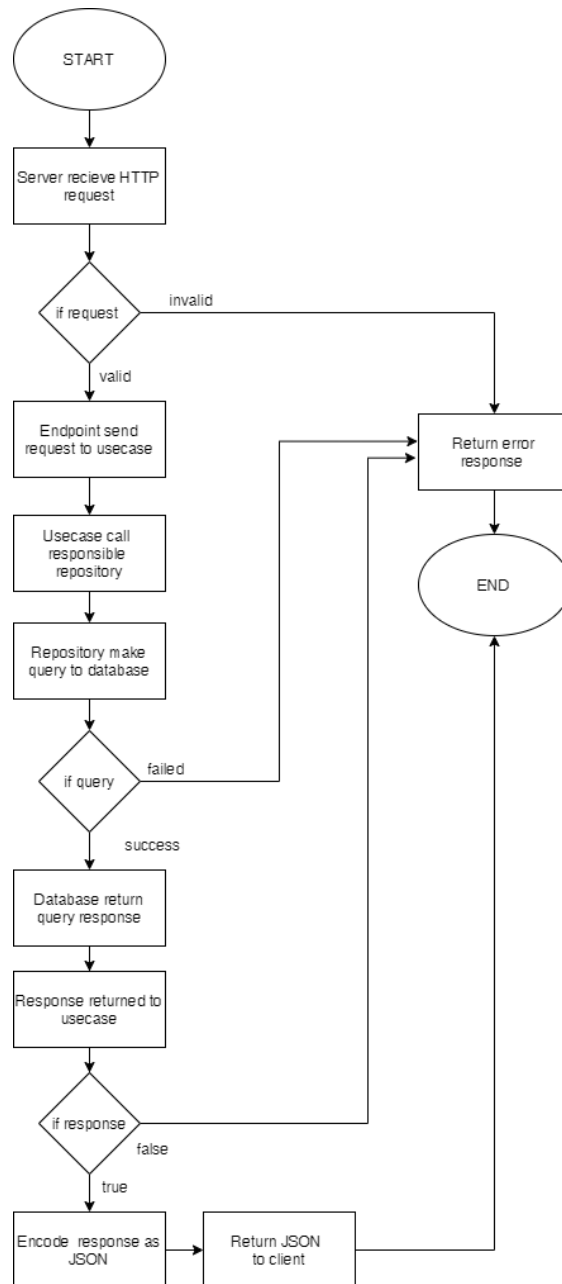 START
Server recieve HTTP
request
if request
invalid
valid
Endpoint send
request to usecase
Return error
response
Usecase call
responsible
repository
END
Repository make
query to database
if query
failed
success
Database return
query response
Response returned to
usecase
if response
false
true
Encode response as
JSON
Return JSON
to client